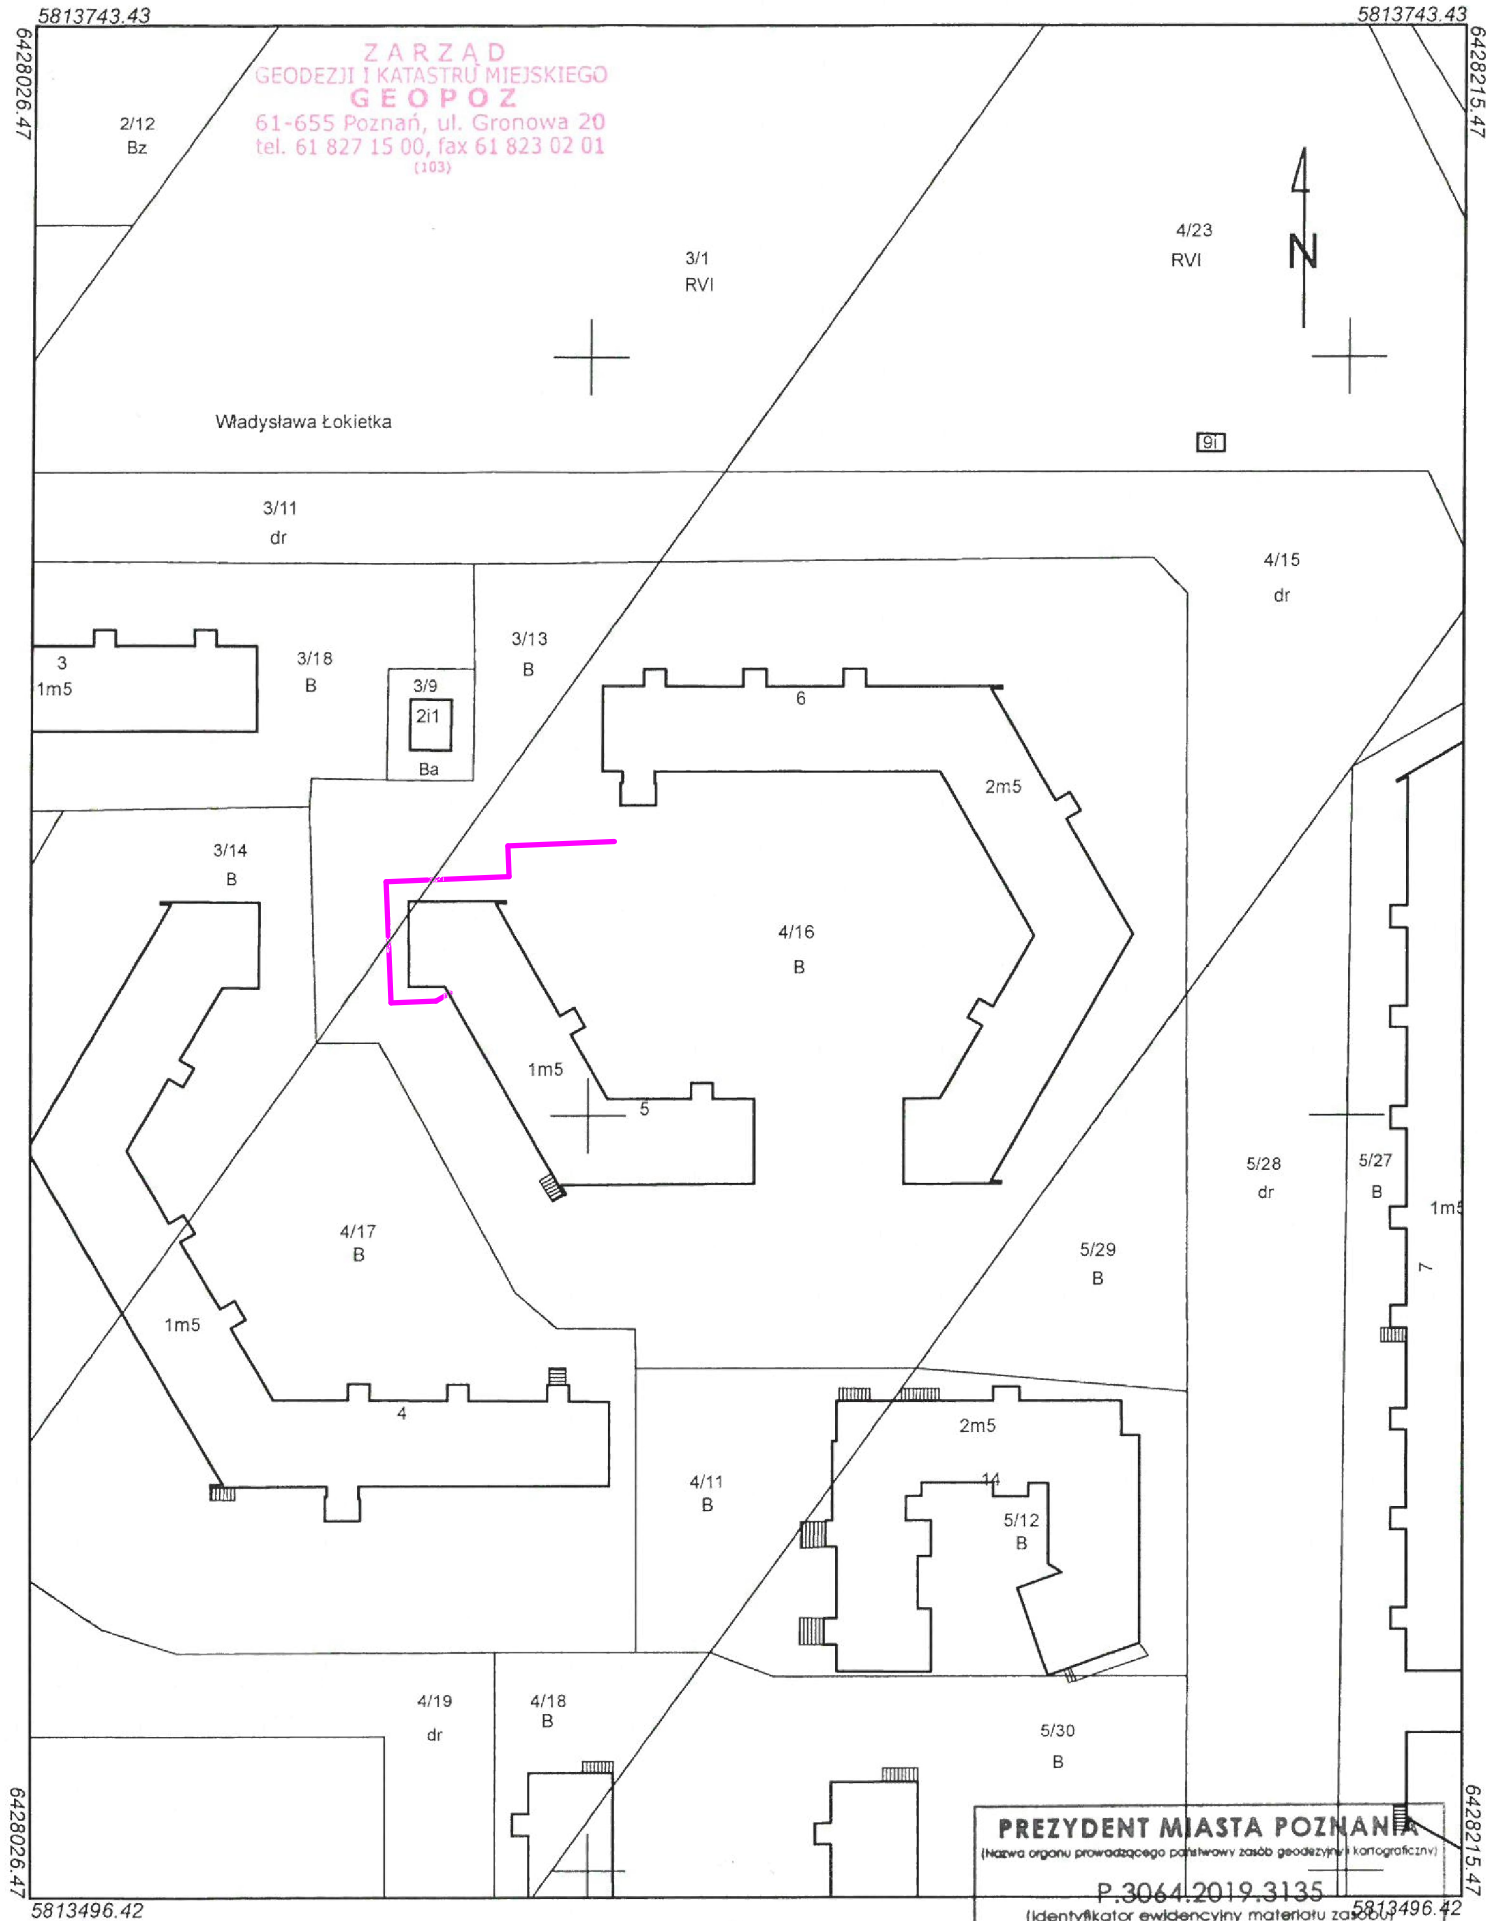 5813743.43
5813743.43
6428026.47
6428215.47
ZARZĄD
GEODEZJI I KATASTRU MIEJSKIEGO
GEOPOZ
61-655 Poznań, ul. Gronowa 20
tel. 61 827 15 00, fax 61 823 02 01
(103)
2/12
Bz
3/1
RVI
4/23
RVI
N
Władysława Łokietka
9i
3/11
dr
4/15
dr
3
1m5
3/18
B
3/9
2i1
Ba
3/13
B
6
2m5
3/14
B
4/16
B
1m5
5
4/17
B
5/28
dr
5/27
B
1m5
7
5/29
B
1m5
4
2m5
14
4/11
B
5/12
B
4/19
dr
4/18
B
5/30
B
PREZYDENT MIASTA POZNANIA
(Nazwa organu prowadzącego państwowy zasób geodezyjny i kartograficzny)
P.3064.2019.3135
(identyfikator ewidencyjny materiału zasobu)
6428026.47
6428215.47
5813496.42
5813496.42